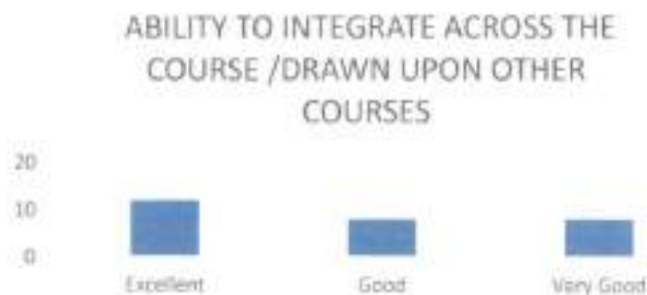 ABILITY TO INTEGRATE ACROSS THE
COURSE /DRAWN UPON OTHER
COURSES
20
10
0
Excellent Good Very Good